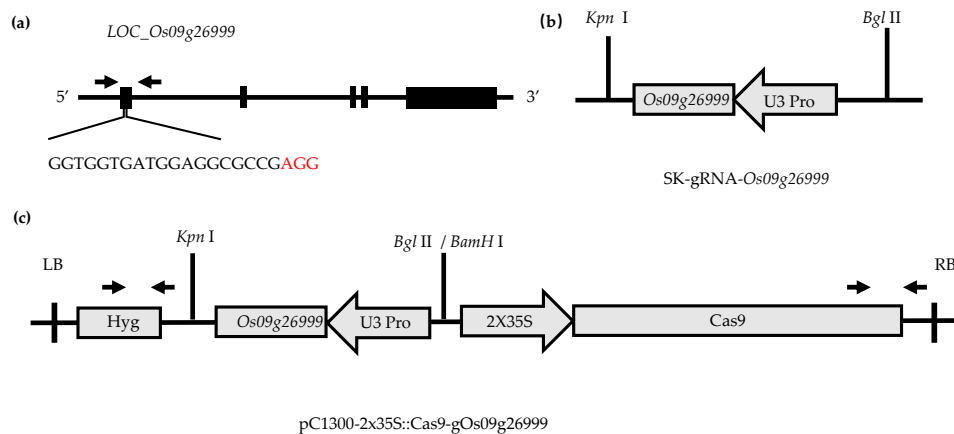 (a)
LOC_Os09g26999
5′ 3′
GGTGGTGATGGAGGCGCCGAGG
(b)
Kpn I Bgl II
Os09g26999 U3 Pro
SK-gRNA-Os09g26999
(c)
Kpn I Bgl II / BamH I
LB RB
Hyg Os09g26999 U3 Pro 2X35S Cas9
pC1300-2x35S::Cas9-gOs09g26999